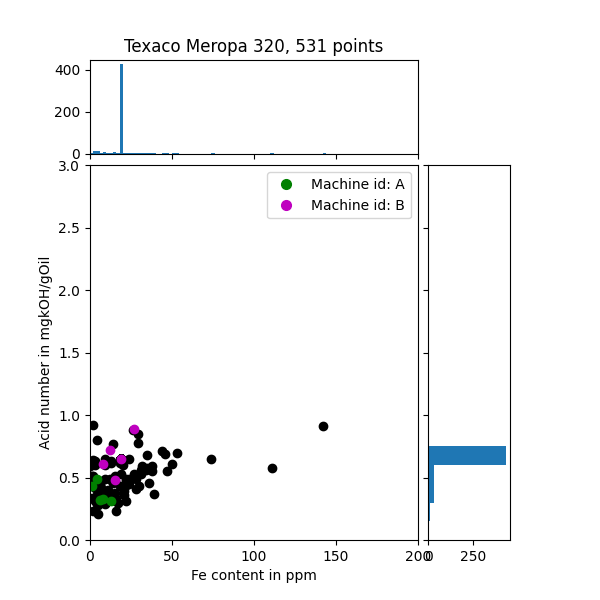 Texaco Meropa 320, 531 points
400
200
0
3.0
2.5
2.0
1.5
1.0
0.5
0.0
Acid number in mgkOH/gOil
Machine id: A
Machine id: B
0 50 100 150 200
0 250
Fe content in ppm